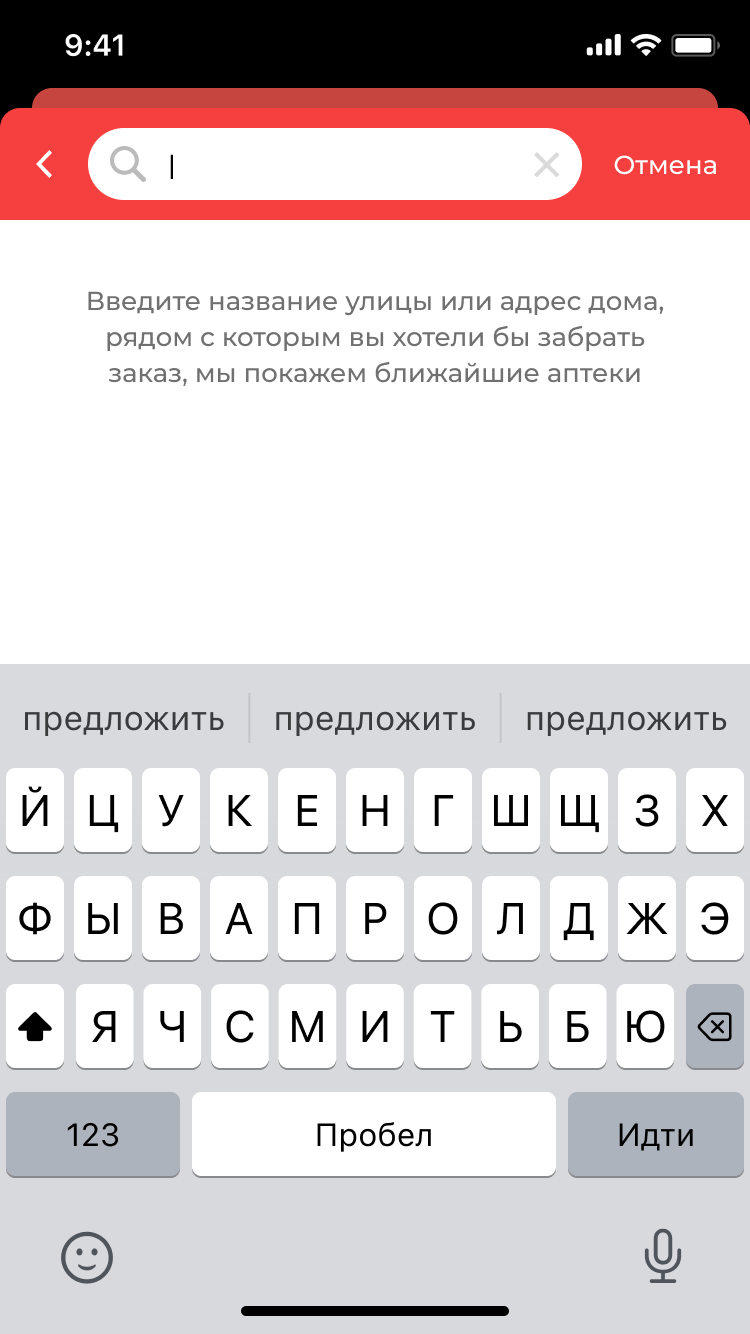 9:41
Отмена
Введите название улицы или адрес дома,
рядом с которым вы хотели бы забрать
заказ, мы покажем ближайшие аптеки
предложить предложить предложить
Й Ц У К Е Н Г Ш Щ З Х
Ф Ы В А П Р О Л Д Ж Э
Я Ч С М И Т Ь Б Ю
123 Пробел Идти